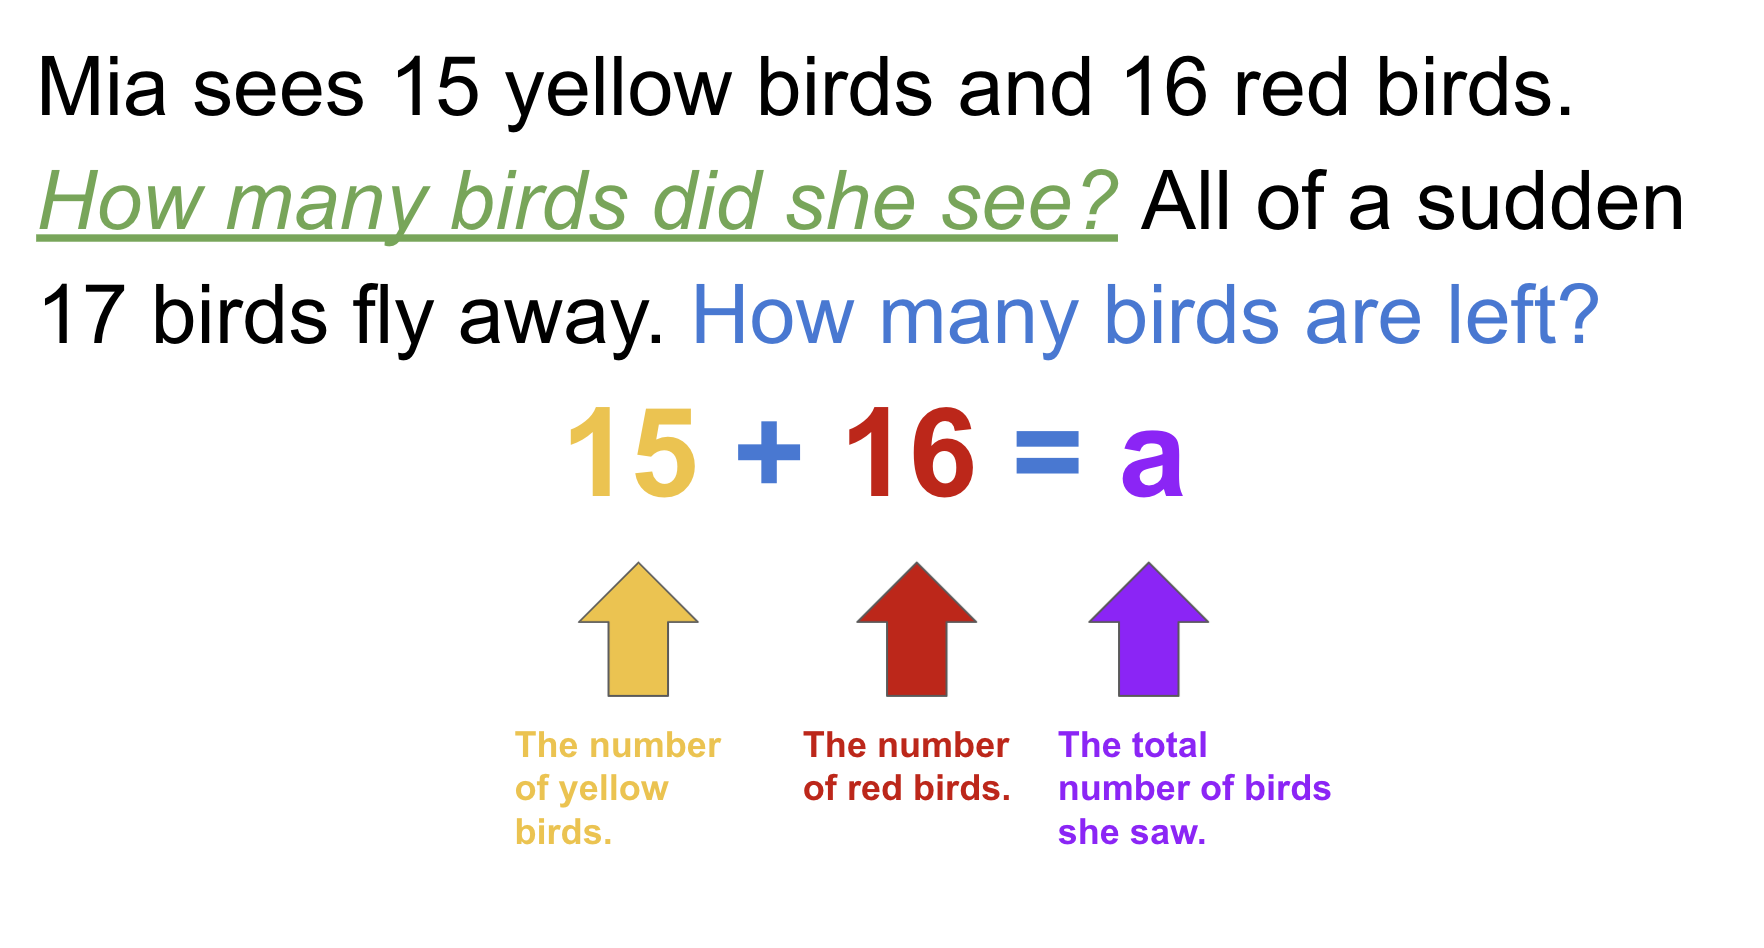 Mia sees 15 yellow birds and 16 red birds.
How many birds did she see? All of a sudden
17 birds fly away. How many birds are left?
15 + 16 = a
The number
of yellow
birds.
The number
of red birds.
The total
number of birds
she saw.